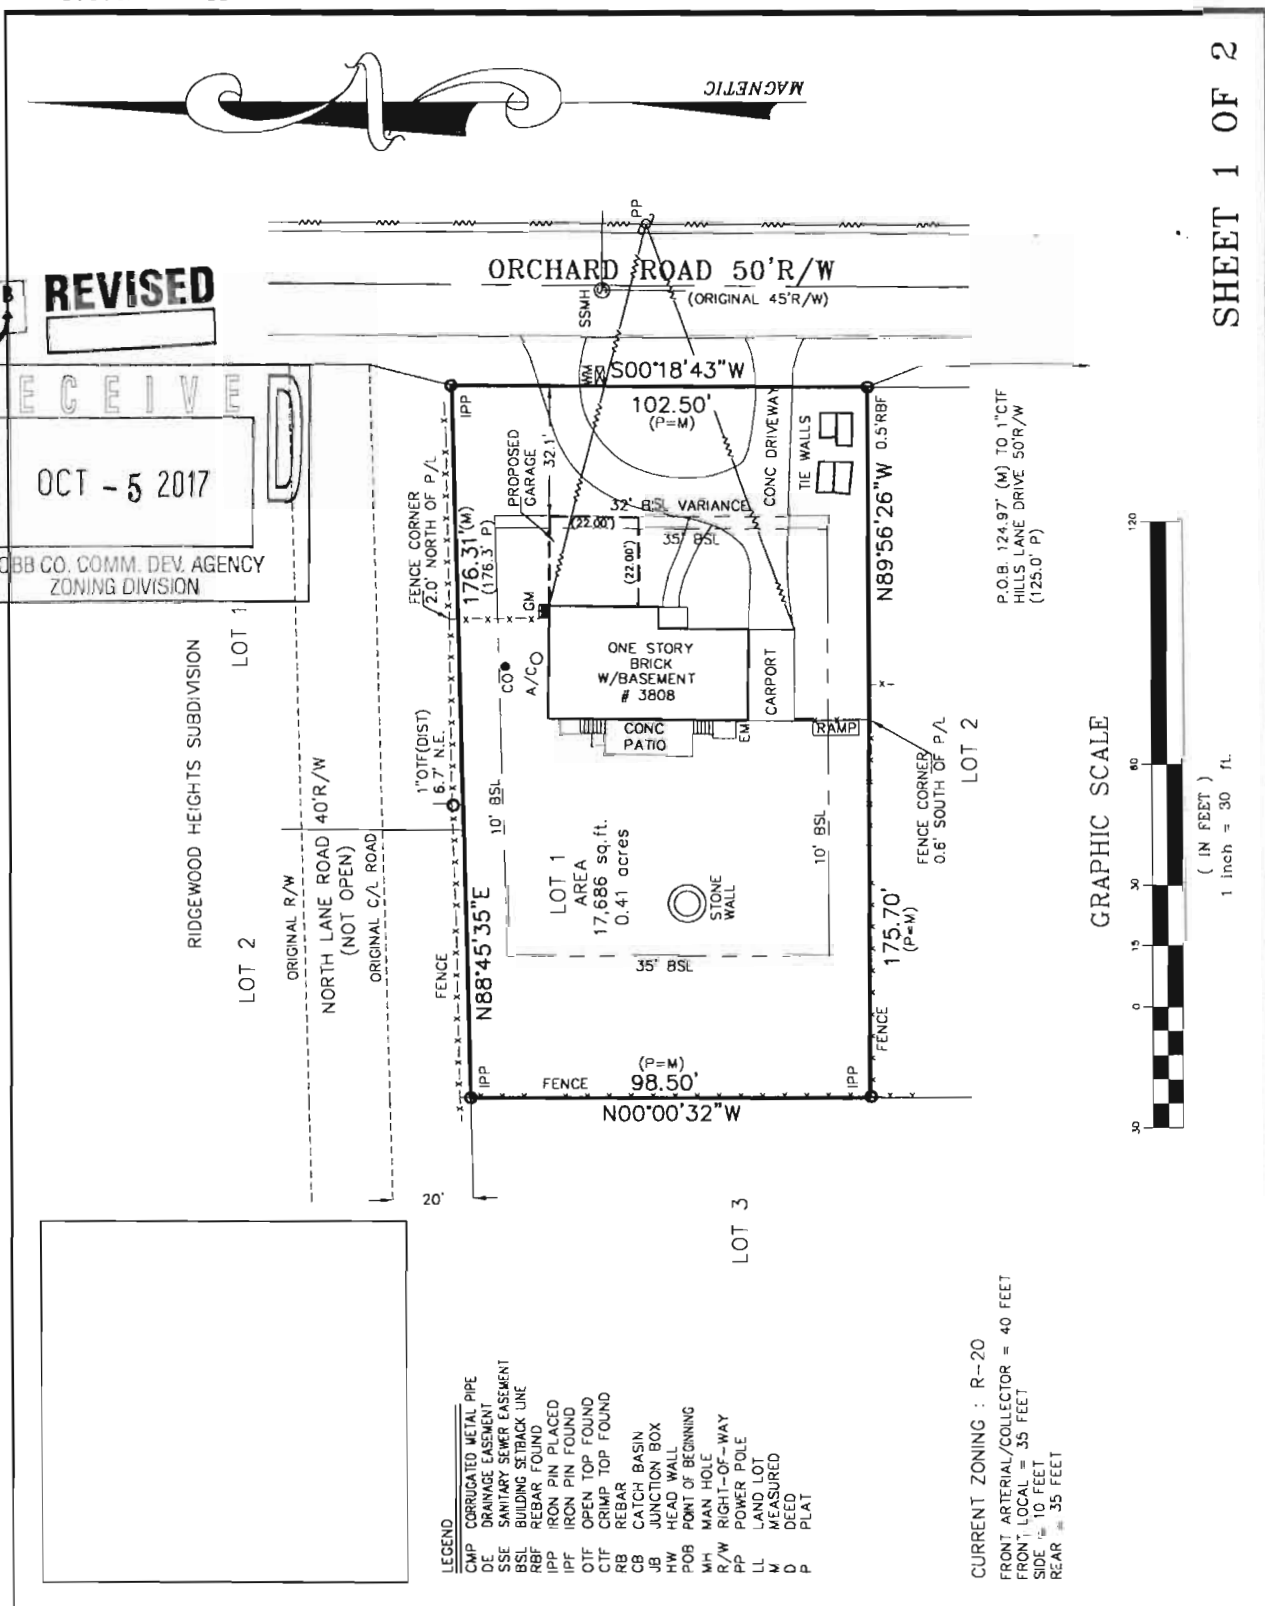 MAGNETIC
SHEET 1 OF 2
REVISED
B
ECEIVED
OCT - 5 2017
OBB CO. COMM. DEV. AGENCY
ZONING DIVISION
ORCHARD ROAD 50'R/W
(ORIGINAL 45'R/W)
PP
SSMH
WM
S00°18'43"W
102.50'
(P=M)
IPP
FENCE CORNER
2.0' NORTH OF P/L
176.31'(M)
(176.3' P)
PROPOSED
GARAGE
32.1'
32' BSL VARIANCE
35' BSL
(22.00')
(22.00')
CONC DRIVEWAY
TIE WALLS
0.5'RBF
N89°56'26"W
P.O.B. 124.97' (M) TO 1"CTF
HILLS LANE DRIVE 50'R/W
(125.0' P)
GM
CO
A/C
ONE STORY
BRICK
W/BASEMENT
# 3808
CARPORT
CONC
PATIO
EM
RAMP
FENCE CORNER
0.6' SOUTH OF P/L
LOT 2
RIDGEWOOD HEIGHTS SUBDIVISION
LOT 1
LOT 2
ORIGINAL R/W
NORTH LANE ROAD 40'R/W
(NOT OPEN)
ORIGINAL C/L ROAD
1"OTF(DIST)
6.7' N.E.
10' BSL
10' BSL
LOT 1
AREA
17,686 sq.ft.
0.41 acres
STONE
WALL
35' BSL
FENCE
N88°45'35"E
175.70'
(P=M)
FENCE
IPP
FENCE
(P=M)
98.50'
N00°00'32"W
IPP
20'
LOT 3
GRAPHIC SCALE
30
0
15
30
60
120
( IN FEET )
1 inch = 30 ft.
LEGEND
CMP CORRUGATED METAL PIPE
DE DRAINAGE EASEMENT
SSE SANITARY SEWER EASEMENT
BSL BUILDING SETBACK LINE
RBF REBAR FOUND
IPP IRON PIN PLACED
IPF IRON PIN FOUND
OTF OPEN TOP FOUND
CTF CRIMP TOP FOUND
RB REBAR
CB CATCH BASIN
JB JUNCTION BOX
HW HEAD WALL
POB POINT OF BEGINNING
MH MAN HOLE
R/W RIGHT-OF-WAY
PP POWER POLE
LL LAND LOT
M MEASURED
D DEED
P PLAT
CURRENT ZONING : R-20
FRONT ARTERIAL/COLLECTOR = 40 FEET
FRONT LOCAL = 35 FEET
SIDE = 10 FEET
REAR = 35 FEET